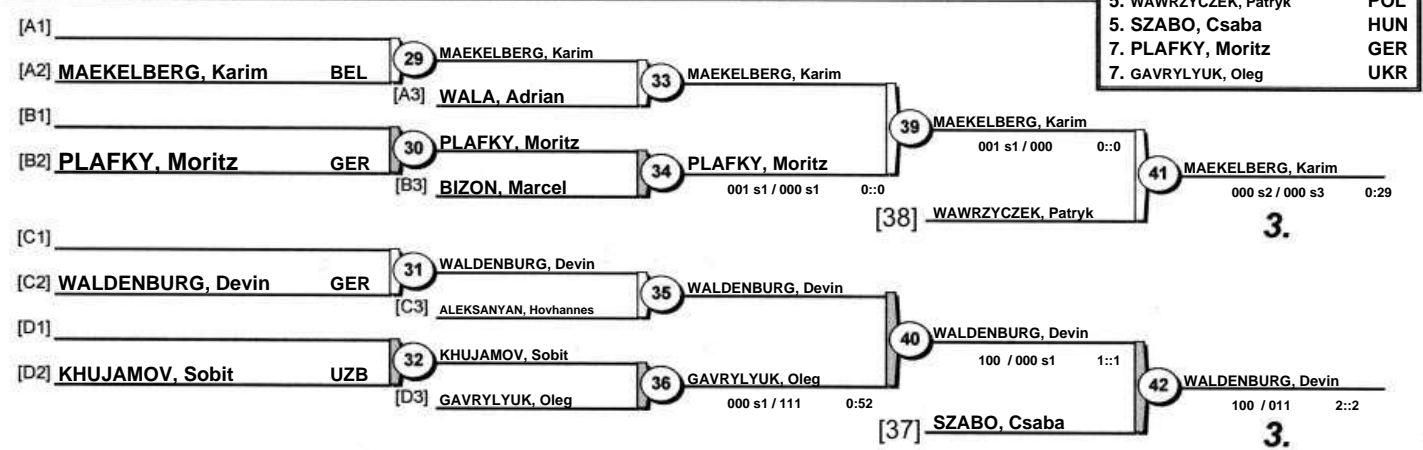 5. WAWRZYCZEK, Patryk POL
5. SZABO, Csaba HUN
7. PLAFKY, Moritz GER
7. GAVRYLYUK, Oleg UKR
[A1]
[A2] MAEKELBERG, Karim BEL
29
MAEKELBERG, Karim
[A3] WALA, Adrian
33
MAEKELBERG, Karim
[B1]
[B2] PLAFKY, Moritz GER
30
PLAFKY, Moritz
[B3] BIZON, Marcel
34
PLAFKY, Moritz
001 s1 / 000 s1 0::0
39
MAEKELBERG, Karim
001 s1 / 000 0::0
[38] WAWRZYCZEK, Patryk
41
MAEKELBERG, Karim
000 s2 / 000 s3 0:29
3.
[C1]
[C2] WALDENBURG, Devin GER
31
WALDENBURG, Devin
[C3] ALEKSANYAN, Hovhannes
35
WALDENBURG, Devin
[D1]
[D2] KHUJAMOV, Sobit UZB
32
KHUJAMOV, Sobit
[D3] GAVRYLYUK, Oleg
36
GAVRYLYUK, Oleg
000 s1 / 111 0:52
40
WALDENBURG, Devin
100 / 000 s1 1::1
[37] SZABO, Csaba
42
WALDENBURG, Devin
100 / 011 2::2
3.